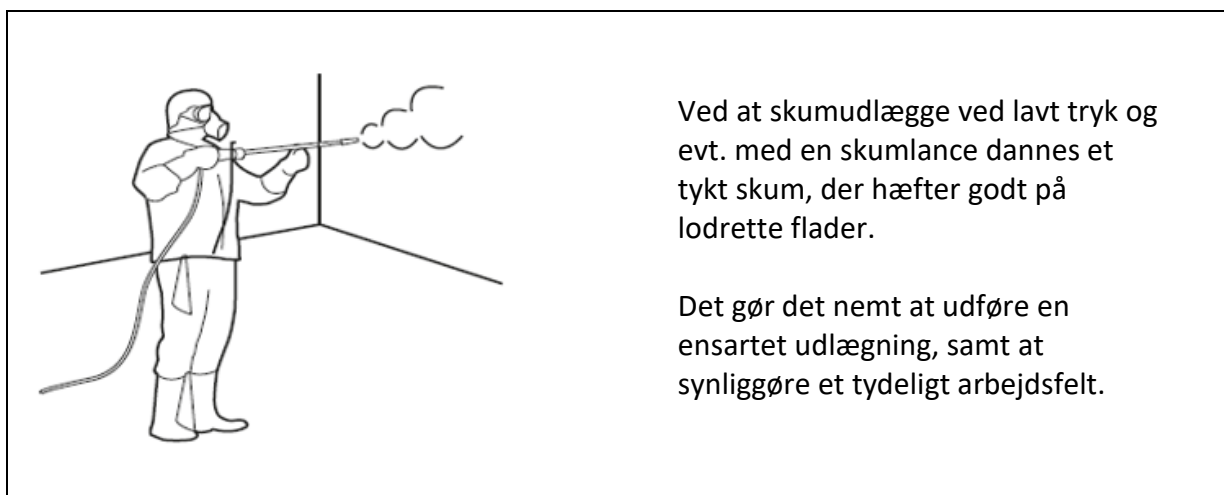 Ved at skumudlægge ved lavt tryk og
evt. med en skumlance dannes et
tykt skum, der hæfter godt på
lodrette flader.
Det gør det nemt at udføre en
ensartet udlægning, samt at
synliggøre et tydeligt arbejdsfelt.